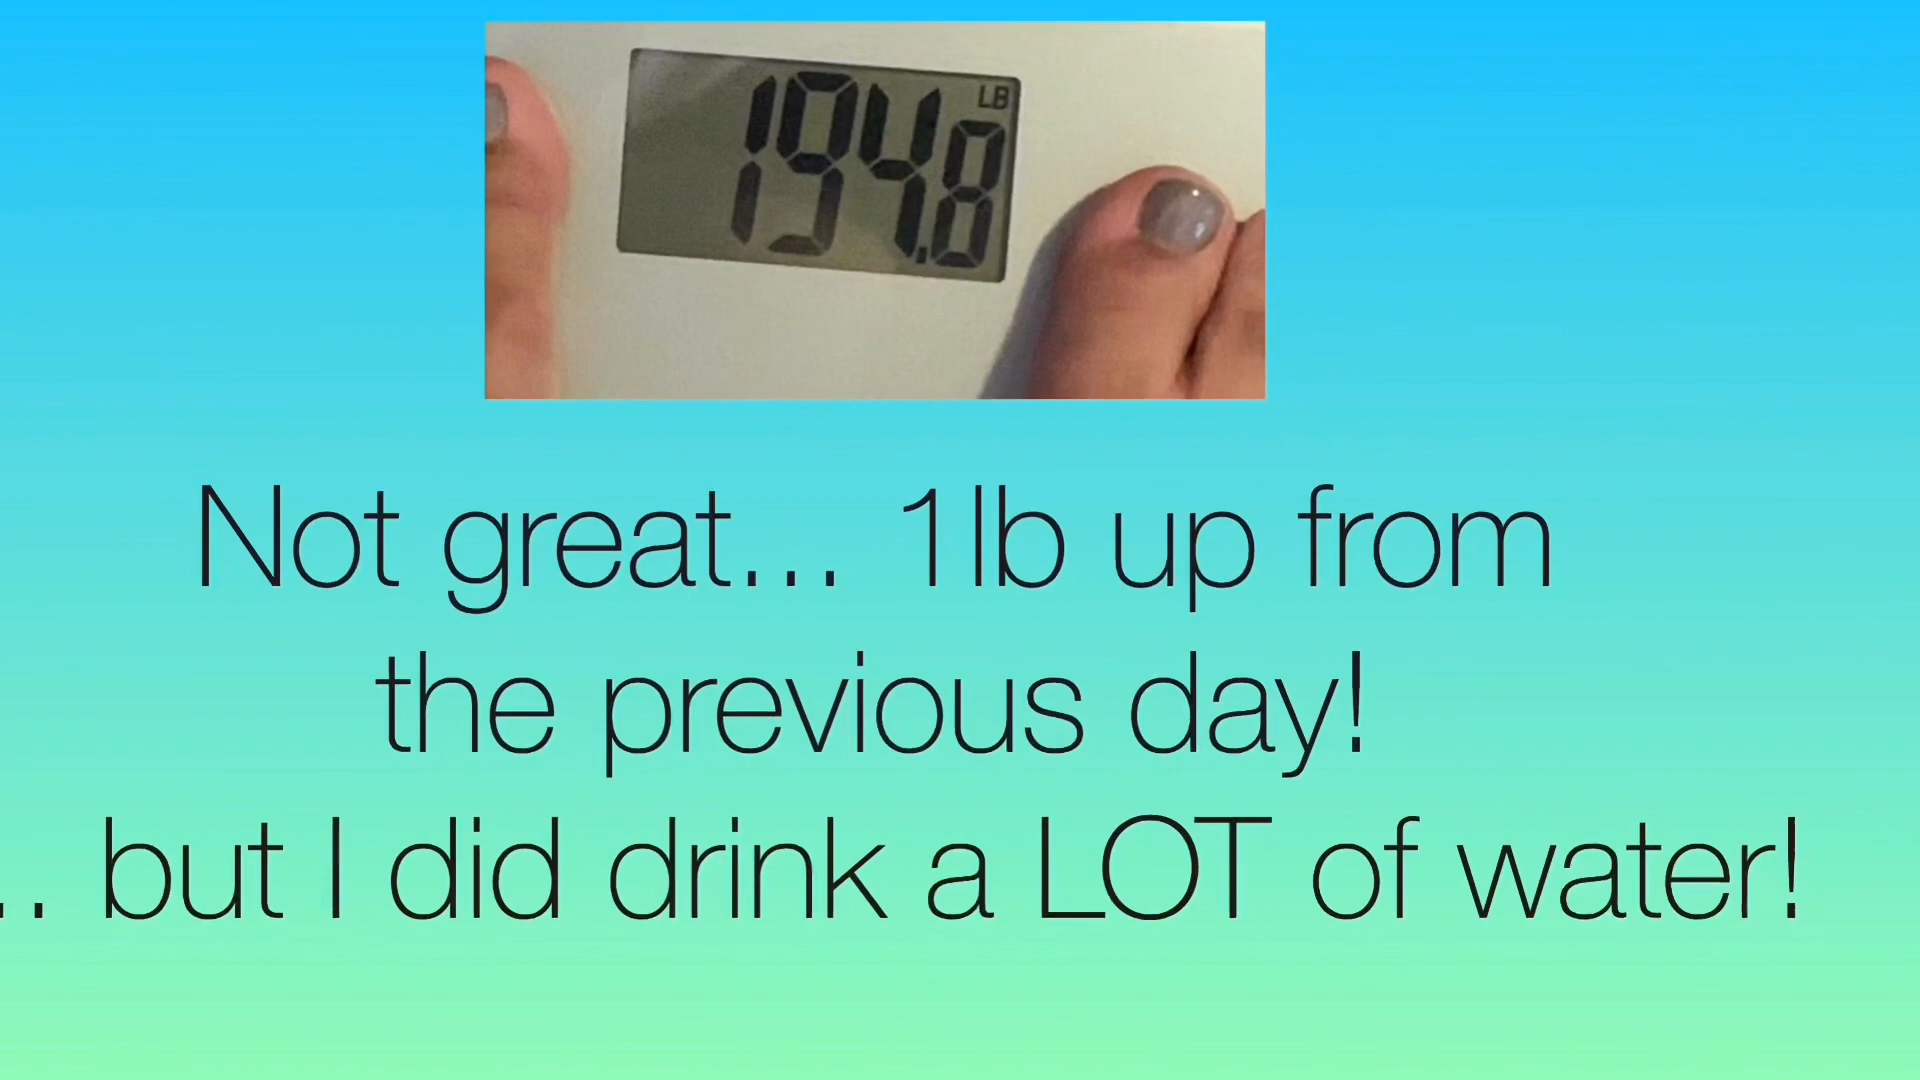 LB
194.8
Not great... 1lb up from
the previous day!
.. but I did drink a LOT of water!